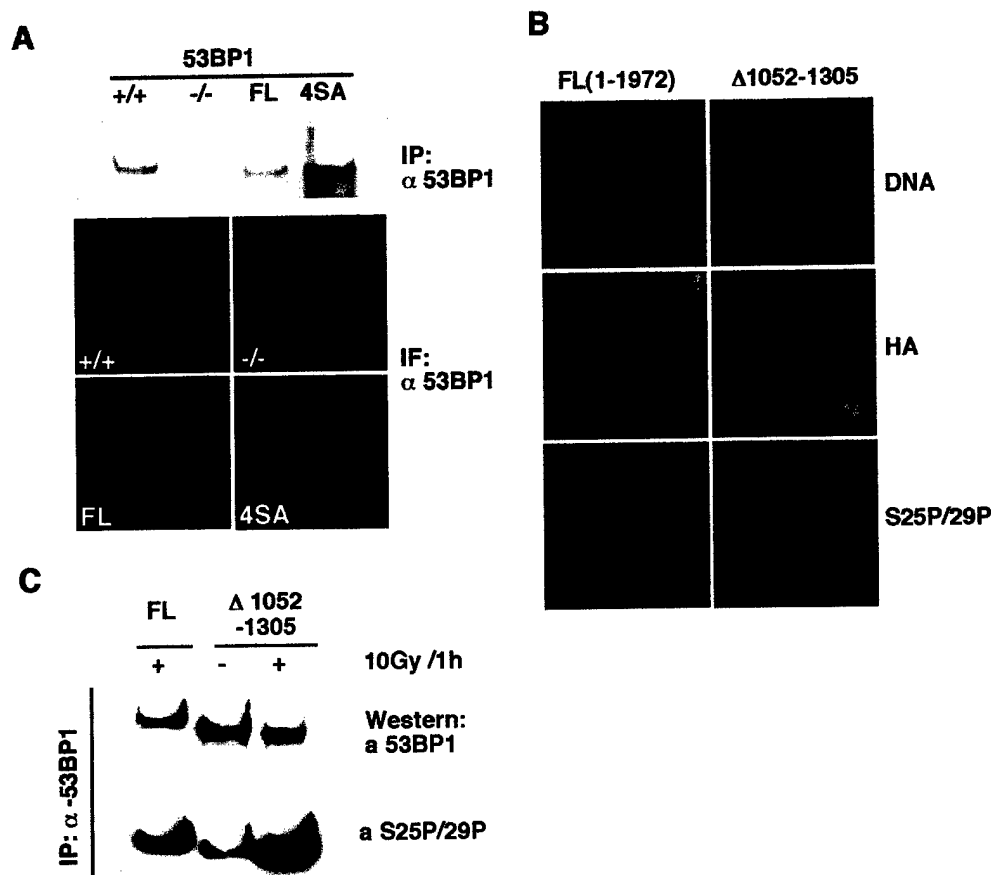 A
53BP1
+/+ -/- FL 4SA
IP:
α 53BP1
+/+ -/-
IF:
α 53BP1
FL 4SA
B
FL(1-1972) Δ1052-1305
DNA
HA
S25P/29P
C
FL Δ 1052
-1305
+ - + 10Gy /1h
Western:
a 53BP1
a S25P/29P
IP: α -53BP1